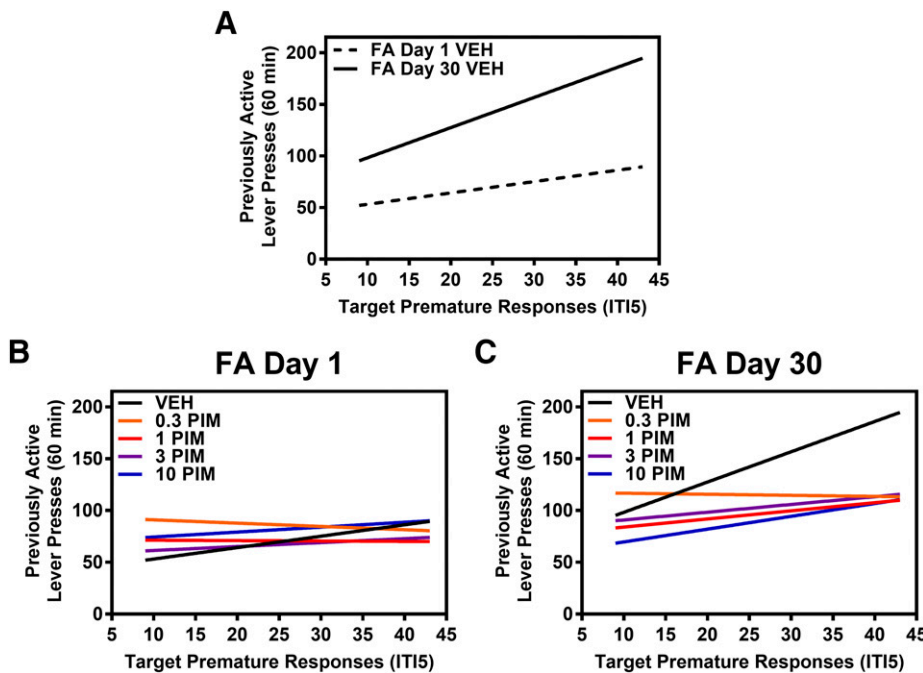 A
Previously Active
Lever Presses (60 min)
200
150
100
50
0
FA Day 1 VEH
FA Day 30 VEH
5 10 15 20 25 30 35 40 45
Target Premature Responses (ITI5)
B
FA Day 1
Previously Active
Lever Presses (60 min)
200
150
100
50
0
VEH
0.3 PIM
1 PIM
3 PIM
10 PIM
5 10 15 20 25 30 35 40 45
Target Premature Responses (ITI5)
C
FA Day 30
Previously Active
Lever Presses (60 min)
200
150
100
50
0
VEH
0.3 PIM
1 PIM
3 PIM
10 PIM
5 10 15 20 25 30 35 40 45
Target Premature Responses (ITI5)